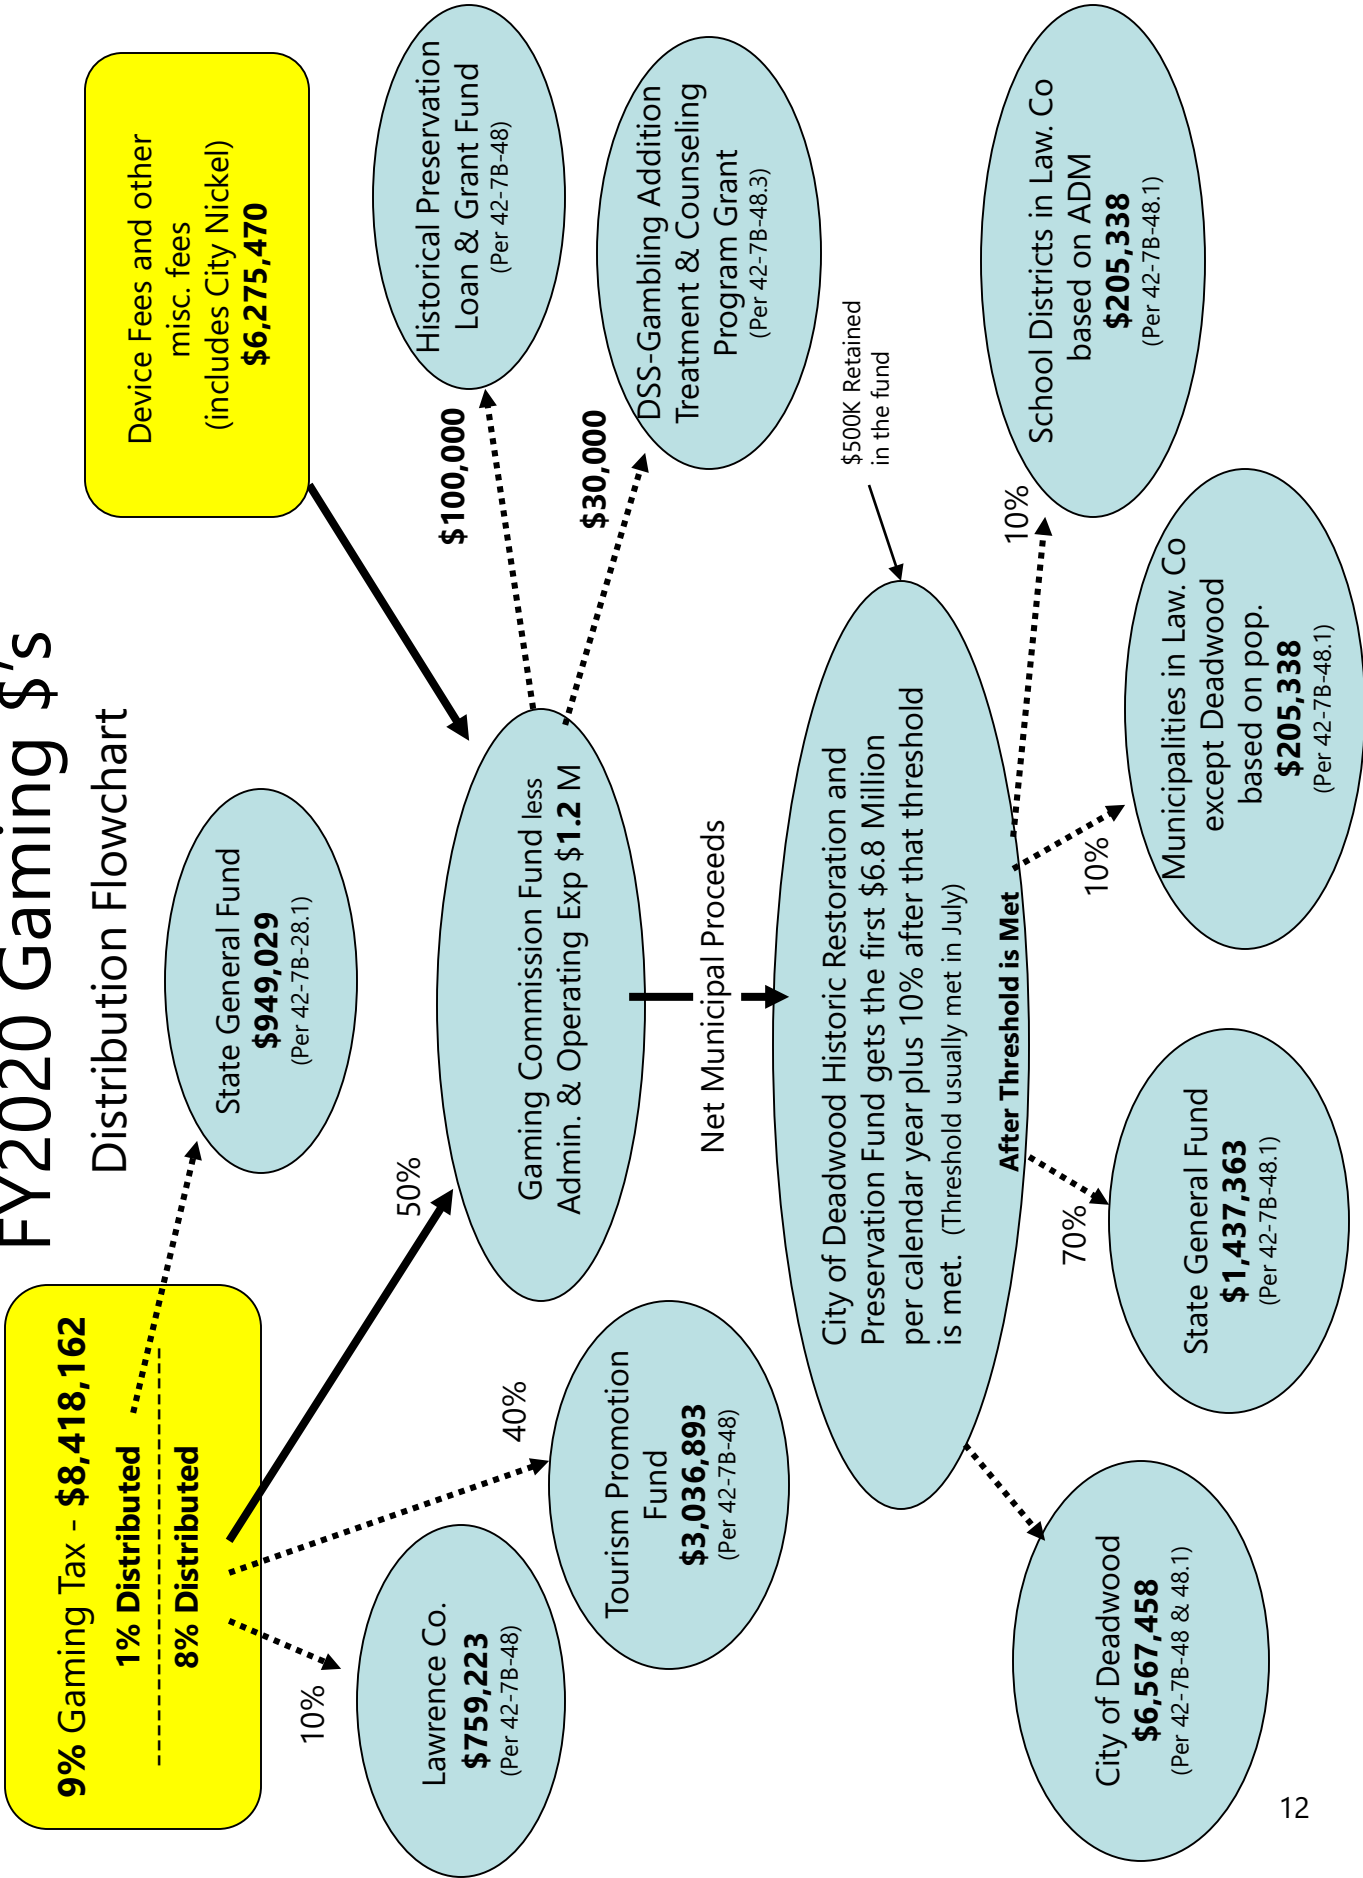 FY2020 Gaming $'s
Distribution Flowchart
9% Gaming Tax - $8,418,162
1% Distributed
8% Distributed
Device Fees and other
misc. fees
(includes City Nickel)
$6,275,470
State General Fund
$949,029
(Per 42-7B-28.1)
10%
40%
50%
Lawrence Co.
$759,223
(Per 42-7B-48)
Tourism Promotion
Fund
$3,036,893
(Per 42-7B-48)
Gaming Commission Fund less
Admin. & Operating Exp $1.2 M
$100,000
Historical Preservation
Loan & Grant Fund
(Per 42-7B-48)
$30,000
DSS-Gambling Addition
Treatment & Counseling
Program Grant
(Per 42-7B-48.3)
Net Municipal Proceeds
$500K Retained
in the fund
City of Deadwood Historic Restoration and
Preservation Fund gets the first $6.8 Million
per calendar year plus 10% after that threshold
is met. (Threshold usually met in July)
After Threshold is Met
70%
10%
10%
City of Deadwood
$6,567,458
(Per 42-7B-48 & 48.1)
State General Fund
$1,437,363
(Per 42-7B-48.1)
Municipalities in Law. Co
except Deadwood
based on pop.
$205,338
(Per 42-7B-48.1)
School Districts in Law. Co
based on ADM
$205,338
(Per 42-7B-48.1)
12